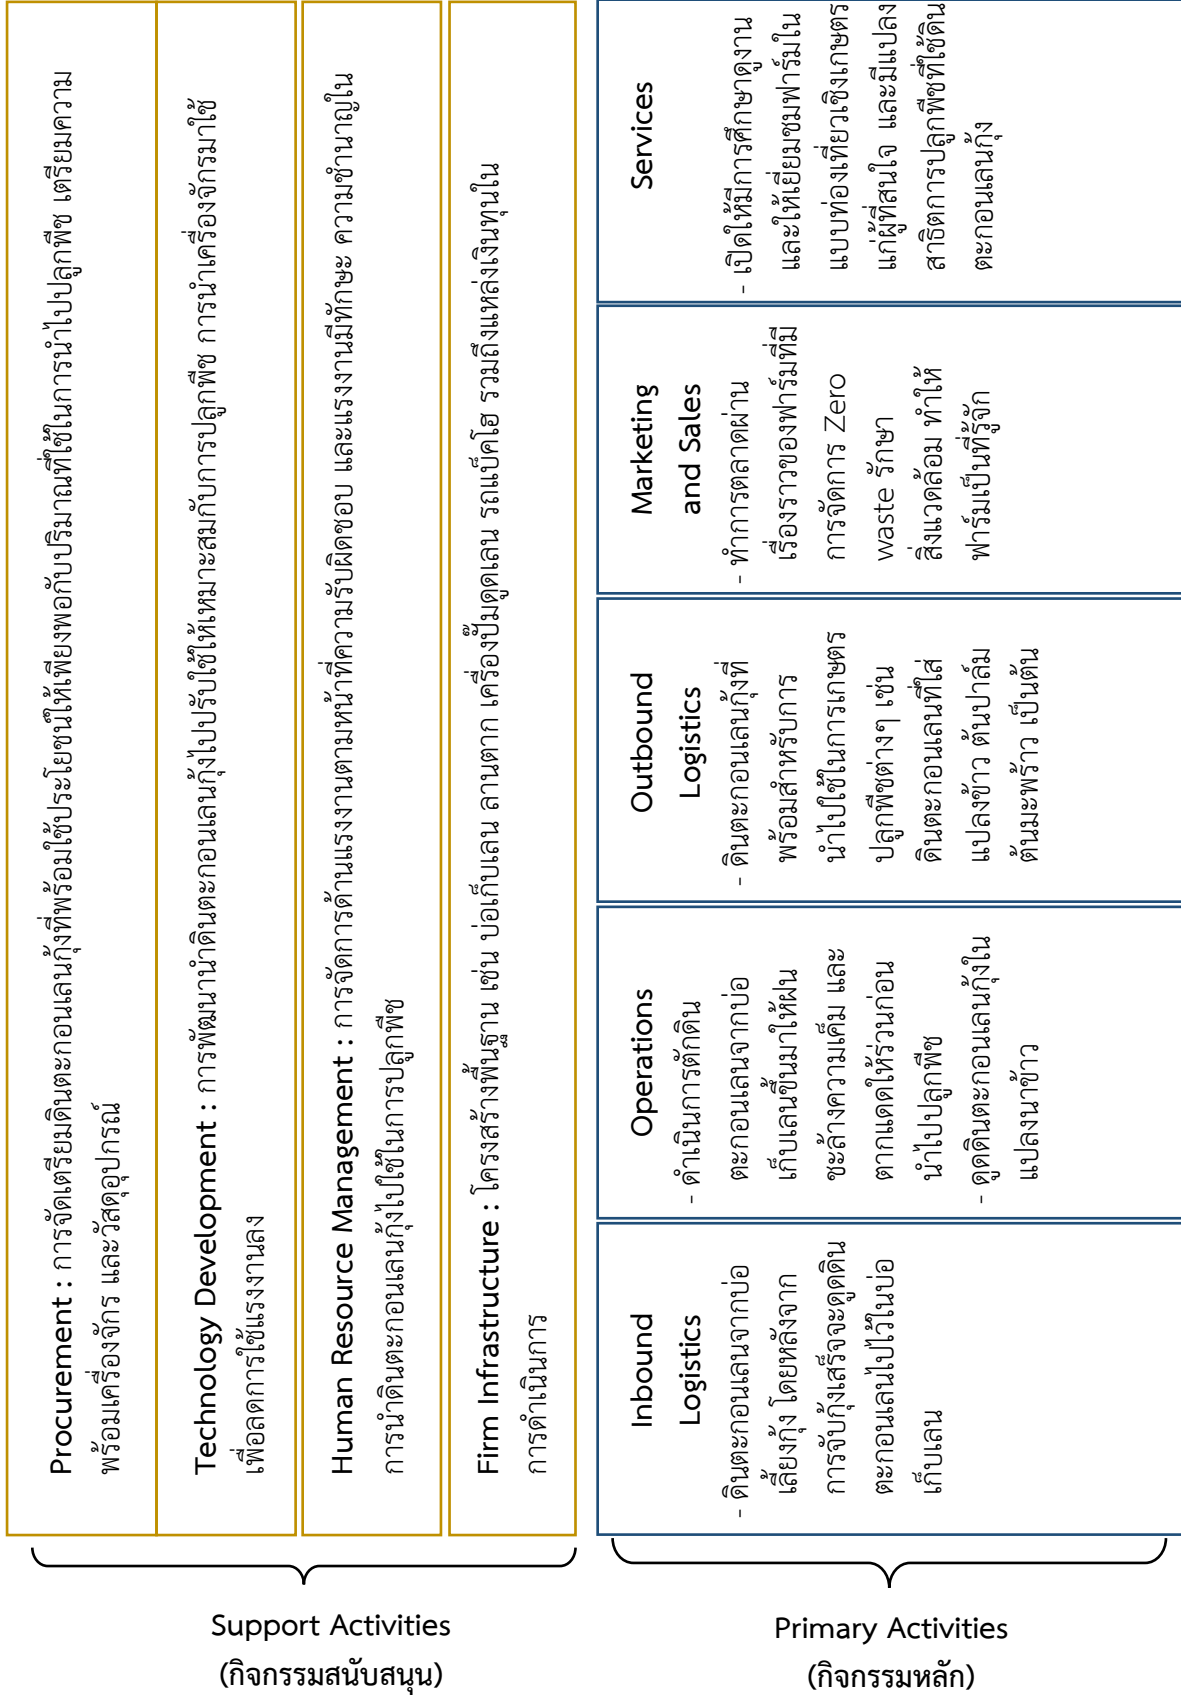 Procurement : การจัดเตรียมดินตะกอนเลนกุ้งที่พร้อมใช้ประโยชน์ให้เพียงพอกับปริมาณที่ใช้ในการนำไปปลูกพืช เตรียมความ
พร้อมเครื่องจักร และวัสดุอุปกรณ์
Technology Development : การพัฒนานำดินตะกอนเลนกุ้งไปปรับใช้ให้เหมาะสมกับการปลูกพืช การนำเครื่องจักรมาใช้
เพื่อลดการใช้แรงงานลง
Human Resource Management : การจัดการด้านแรงงานตามหน้าที่ความรับผิดชอบ และแรงงานมีทักษะ ความชำนาญใน
การนำดินตะกอนเลนกุ้งไปใช้ในการปลูกพืช
Firm Infrastructure : โครงสร้างพื้นฐาน เช่น บ่อเก็บเลน ลานตาก เครื่องปั๊มดูดเลน รถแบ็คโฮ รวมถึงแหล่งเงินทุนใน
การดำเนินการ
Support Activities
(กิจกรรมสนับสนุน)
Inbound
Logistics
- ดินตะกอนเลนจากบ่อ
เลี้ยงกุ้ง โดยหลังจาก
การจับกุ้งเสร็จจะดูดดิน
ตะกอนเลนไปไว้ในบ่อ
เก็บเลน
Operations
- ดำเนินการตักดิน
ตะกอนเลนจากบ่อ
เก็บเลนขึ้นมาให้ฝน
ชะล้างความเค็ม และ
ตากแดดให้ร่วนก่อน
นำไปปลูกพืช
- ดูดดินตะกอนเลนกุ้งใน
แปลงนาข้าว
Outbound
Logistics
- ดินตะกอนเลนกุ้งที่
พร้อมสำหรับการ
นำไปใช้ในการเกษตร
ปลูกพืชต่างๆ เช่น
ดินตะกอนเลนที่ใส่
แปลงข้าว ต้นปาล์ม
ต้นมะพร้าว เป็นต้น
Marketing
and Sales
- ทำการตลาดผ่าน
เรื่องราวของฟาร์มที่มี
การจัดการ Zero
waste รักษา
สิ่งแวดล้อม ทำให้
ฟาร์มเป็นที่รู้จัก
Services
- เปิดให้มีการศึกษาดูงาน
และให้เยี่ยมชมฟาร์มใน
แบบท่องเที่ยวเชิงเกษตร
แก่ผู้ที่สนใจ และมีแปลง
สาธิตการปลูกพืชที่ใช้ดิน
ตะกอนเลนกุ้ง
Primary Activities
(กิจกรรมหลัก)